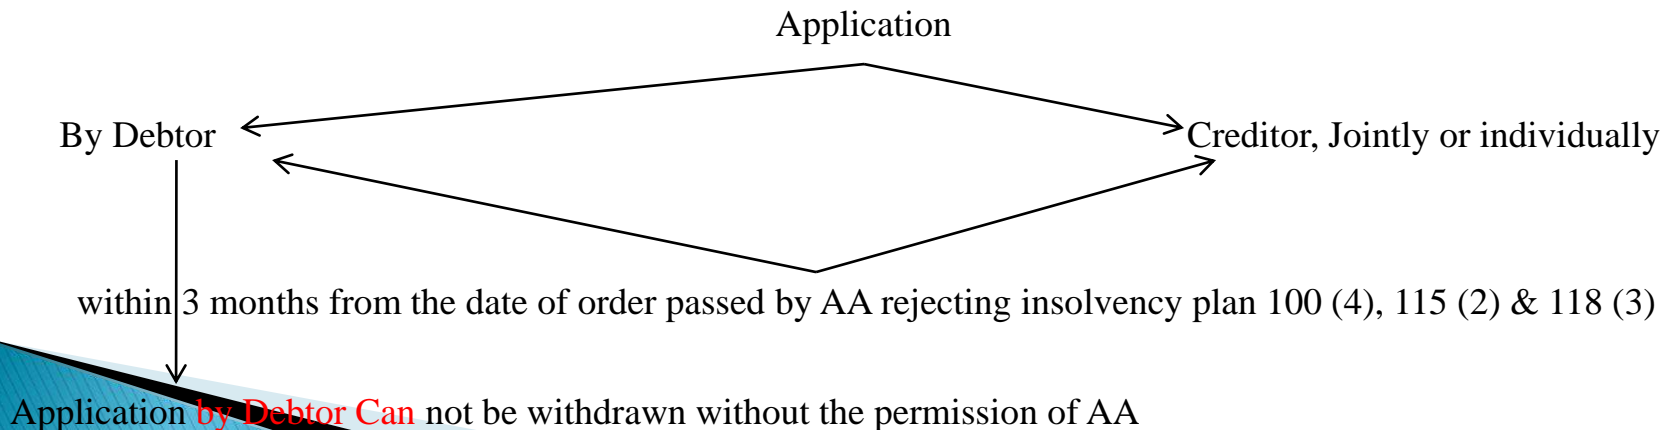 Application
By Debtor
Creditor, Jointly or individually
within 3 months from the date of order passed by AA rejecting insolvency plan 100 (4), 115 (2) & 118 (3)
Application by Debtor Can not be withdrawn without the permission of AA